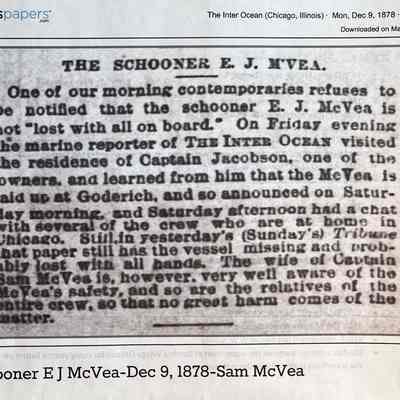 spapers™
.com
The Inter Ocean (Chicago, Illinois) · Mon, Dec 9, 1878 ·
Downloaded on Ma
THE SCHOONER E. J. M'VEA.
One of our morning contemporaries refuses to
be notified that the schooner E. J. McVea is
not "lost with all on board." On Friday evening
the marine reporter of THE INTER OCEAN visited
the residence of Captain Jacobson, one of the
owners, and learned from him that the McVea is
laid up at Goderich, and so announced on Satur-
day morning, and Saturday afternoon had a chat
with several of the crew who are at home in
Chicago. Still, in yesterday's (Sunday's) Tribune
that paper still has the vessel missing and prob-
ably lost with all hands. The wife of Captain
Sam McVea is, however, very well aware of the
McVea's safety, and so are the relatives of the
entire crew, so that no great harm comes of the
matter.
ooner E J McVea-Dec 9, 1878-Sam McVea